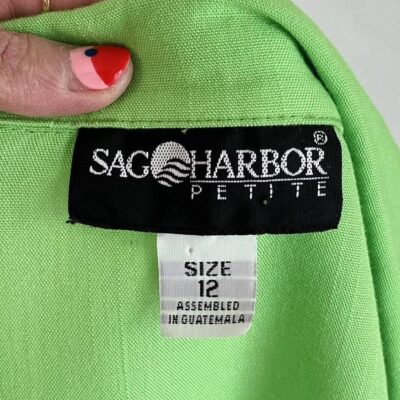 SAG HARBOR®
PETITE
SIZE
12
ASSEMBLED
IN GUATEMALA